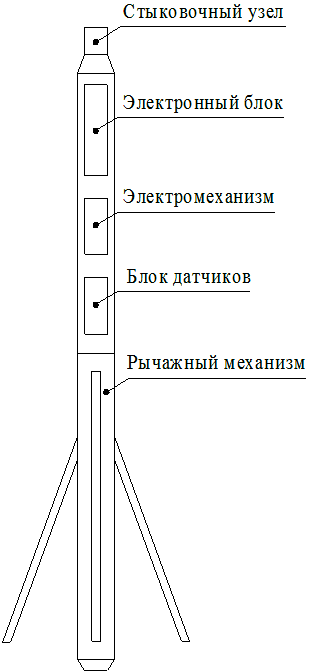 Стыковочный узел
Электронный блок
Электромеханизм
Блок датчиков
Рычажный механизм